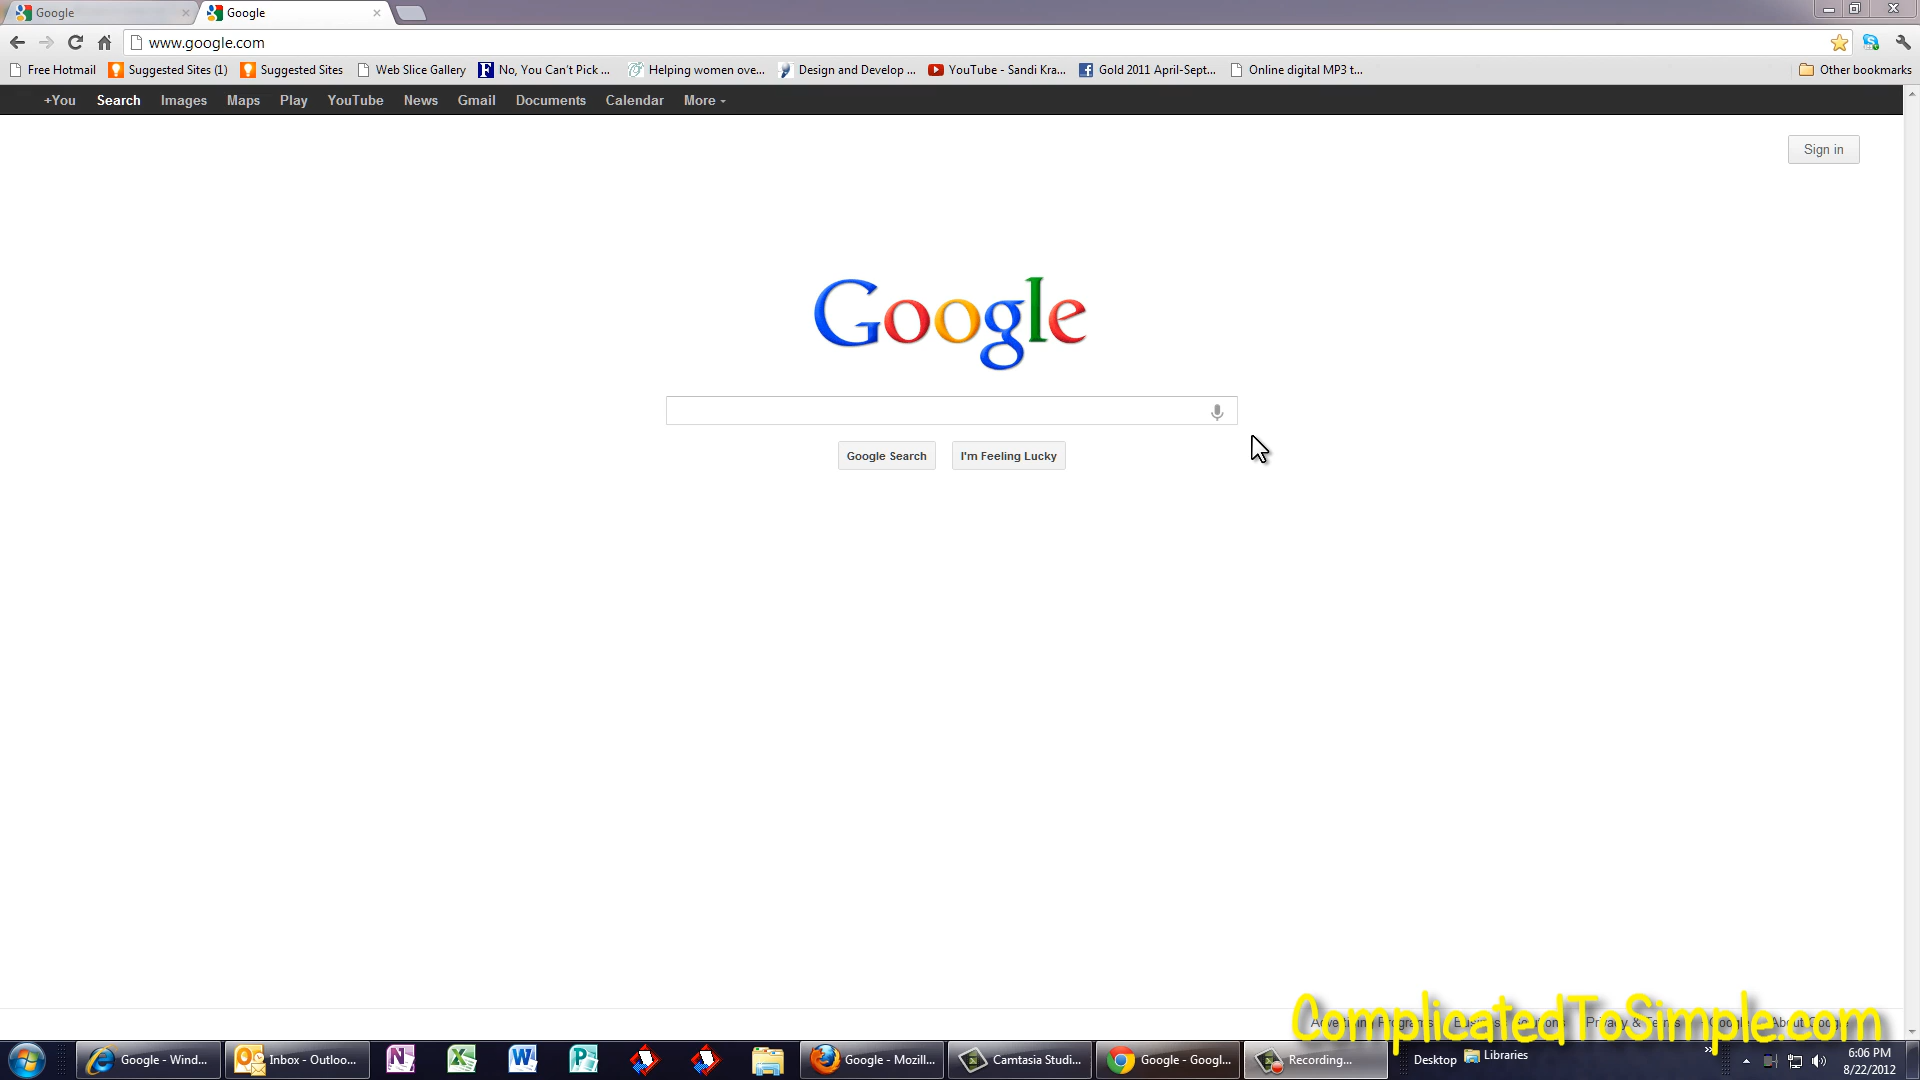 Google
Google
www.google.com
Free Hotmail
Suggested Sites (1)
Suggested Sites
Web Slice Gallery
No, You Can't Pick ...
Helping women ove...
Design and Develop ...
YouTube - Sandi Kra...
Gold 2011 April-Sept...
Online digital MP3 t...
Other bookmarks
+You Search Images Maps Play YouTube News Gmail Documents Calendar More
Sign in
Google
Google Search
I'm Feeling Lucky
ComplicatedToSimple.com
Google - Wind...
Inbox - Outloo...
Google - Mozill...
Camtasia Studi...
Google - Googl...
Recording...
Desktop
Libraries
6:06 PM
8/22/2012